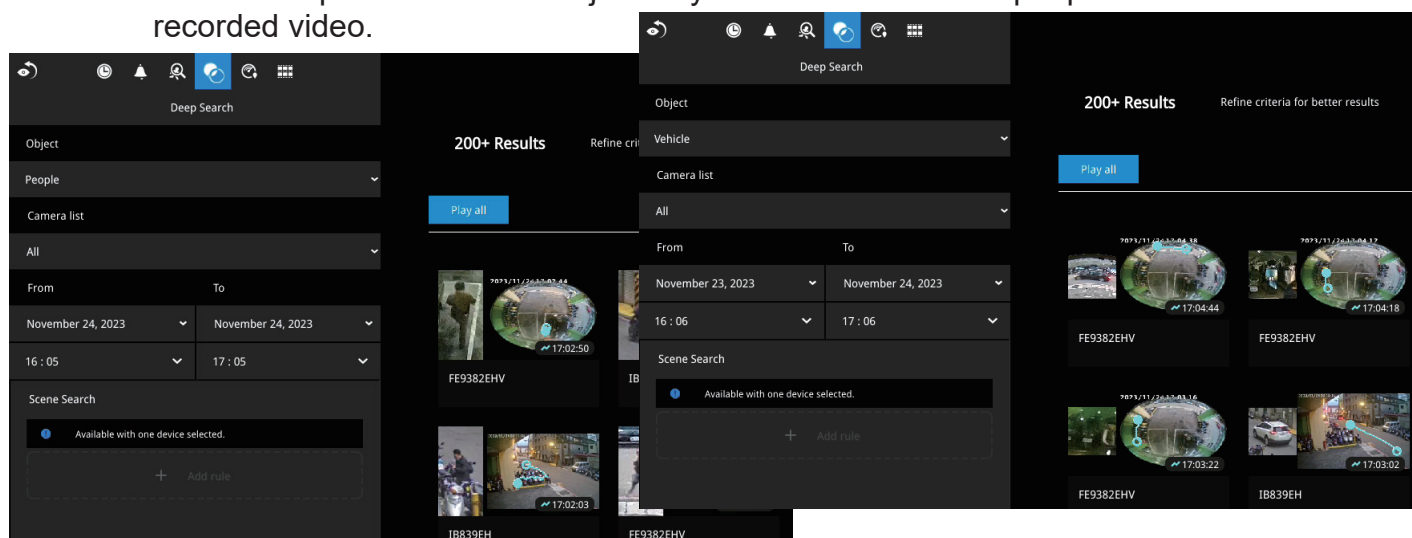 recorded video.
Deep Search
Object
People
Camera list
All
From To
November 24, 2023 November 24, 2023
16 : 05 17 : 05
Scene Search
Available with one device selected.
+ Add rule
200+ Results
Play all
17:02:50
FE9382EHV
17:02:03
IB839EH
FE9382EHV
Deep Search
Object
Vehicle
Camera list
All
From To
November 23, 2023 November 24, 2023
16 : 06 17 : 06
Scene Search
Available with one device selected.
+ Add rule
200+ Results Refine criteria for better results
Play all
17:04:44
17:04:18
FE9382EHV FE9382EHV
17:03:22
17:03:02
FE9382EHV IB839EH